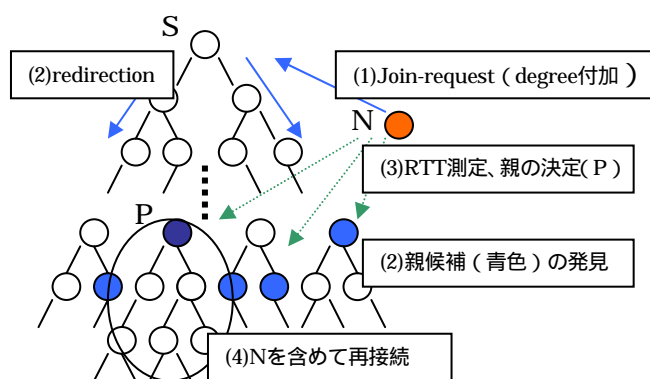 S
(2)redirection
(1)Join-request（degree付加 ）
N
(3)RTT測定、親の決定(P)
P
(2)親候補（青色）の発見
(4)Nを含めて再接続